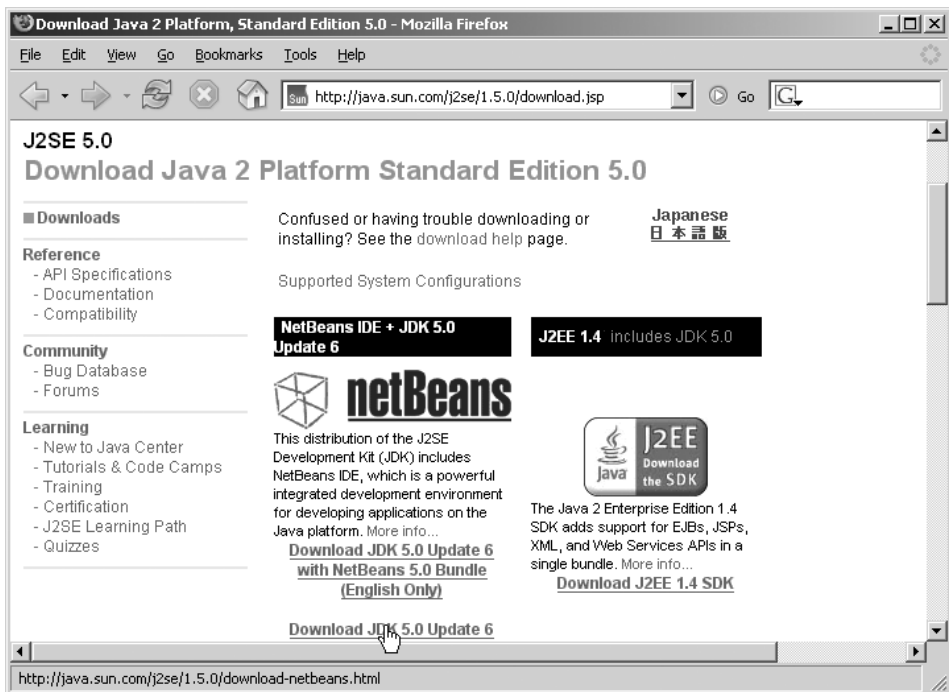 Download Java 2 Platform, Standard Edition 5.0 - Mozilla Firefox
File Edit View Go Bookmarks Tools Help
Sun http://java.sun.com/j2se/1.5.0/download.jsp Go G
J2SE 5.0
Download Java 2 Platform Standard Edition 5.0
Downloads
Reference
- API Specifications
- Documentation
- Compatibility
Community
- Bug Database
- Forums
Learning
- New to Java Center
- Tutorials & Code Camps
- Training
- Certification
- J2SE Learning Path
- Quizzes
Confused or having trouble downloading or
installing? See the download help page.
Japanese
日本語版
Supported System Configurations
NetBeans IDE + JDK 5.0
Update 6
netBeans
This distribution of the J2SE
Development Kit (JDK) includes
NetBeans IDE, which is a powerful
integrated development environment
for developing applications on the
Java platform. More info...
Download JDK 5.0 Update 6
with NetBeans 5.0 Bundle
(English Only)
Download JDK 5.0 Update 6
J2EE 1.4 includes JDK 5.0
Java
J2EE
Download
the SDK
The Java 2 Enterprise Edition 1.4
SDK adds support for EJBs, JSPs,
XML, and Web Services APIs in a
single bundle. More info...
Download J2EE 1.4 SDK
http://java.sun.com/j2se/1.5.0/download-netbeans.html